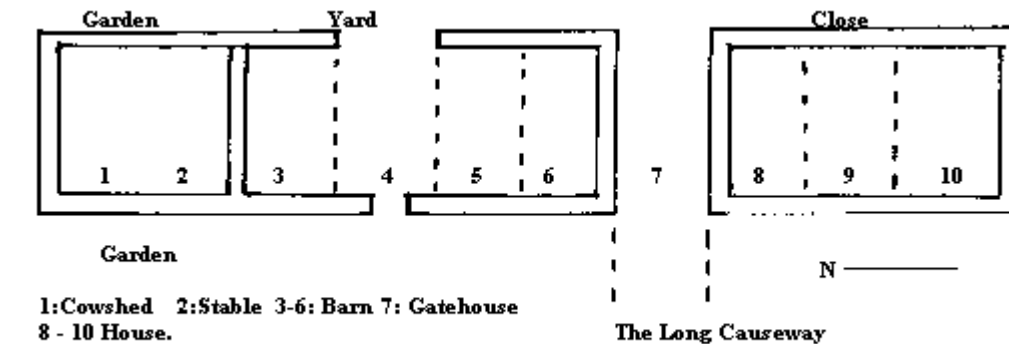 Garden Yard Close
1 2 3 4 5 6 7 8 9 10
Garden
N
1:Cowshed 2:Stable 3-6: Barn 7: Gatehouse
8 - 10 House.
The Long Causeway